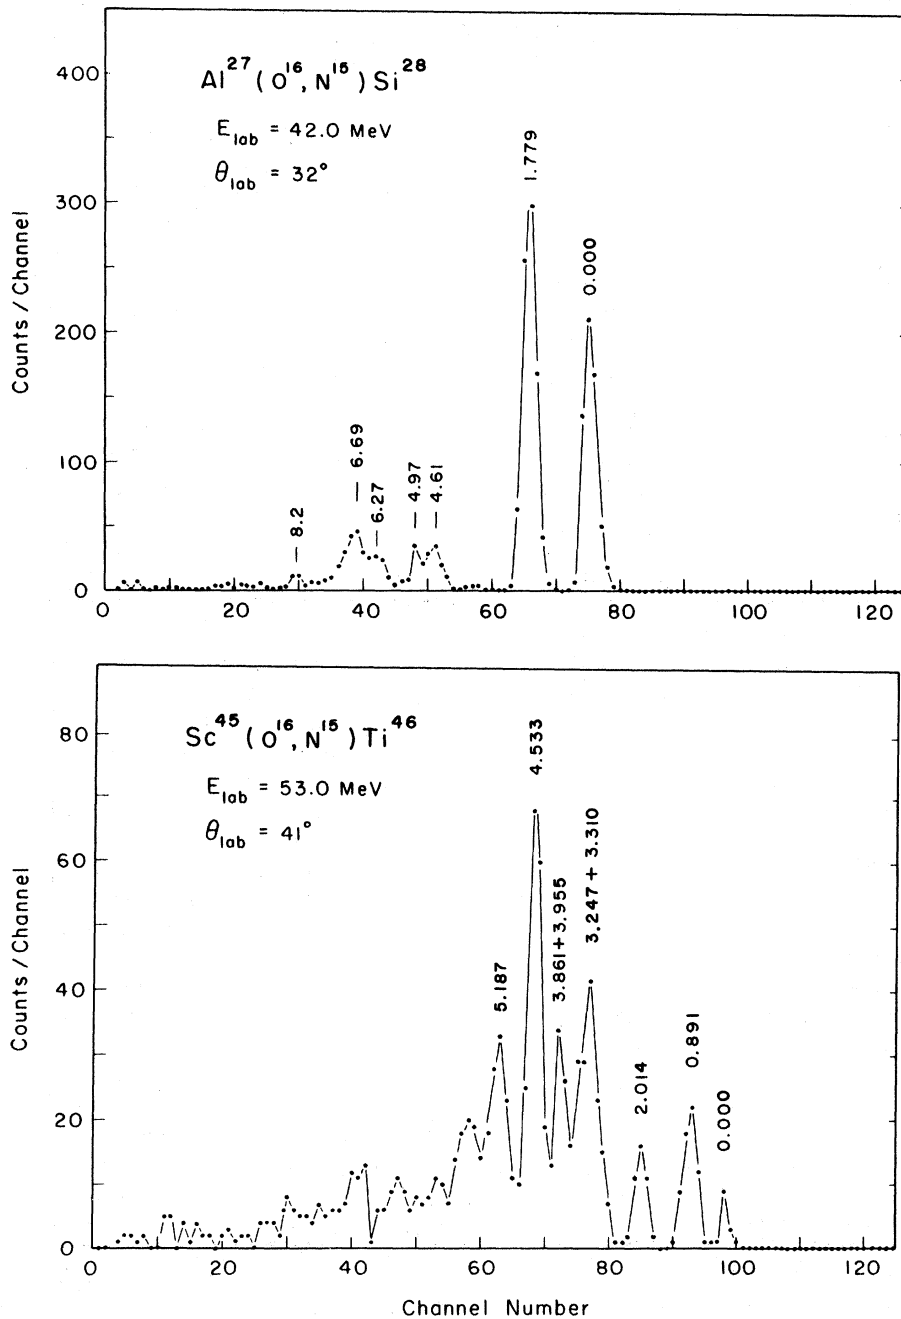 Al²⁷(O¹⁶, N¹⁵)Si²⁸
E_lab = 42.0 MeV
θ_lab = 32°
Counts / Channel
400
300
200
100
0
8.2
6.69
6.27
4.97
4.61
1.779
0.000
0 20 40 60 80 100 120
Sc⁴⁵(O¹⁶, N¹⁵)Ti⁴⁶
E_lab = 53.0 MeV
θ_lab = 41°
Counts / Channel
80
60
40
20
0
5.187
4.533
3.861+3.955
3.247 + 3.310
2.014
0.891
0.000
0 20 40 60 80 100 120
Channel Number